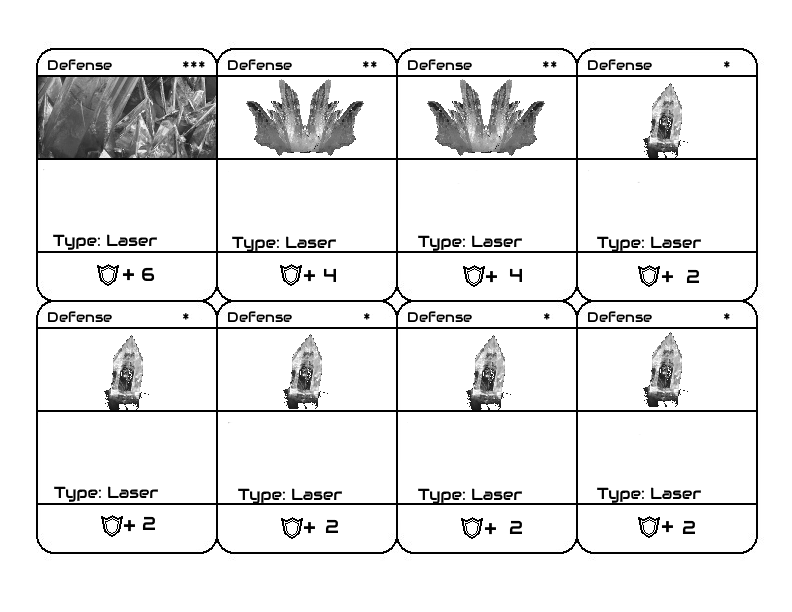 Defense ***
Defense **
Defense **
Defense *
Type: Laser
Type: Laser
Type: Laser
Type: Laser
+ 6
+ 4
+ 4
+ 2
Defense *
Defense *
Defense *
Defense *
Type: Laser
Type: Laser
Type: Laser
Type: Laser
+ 2
+ 2
+ 2
+ 2